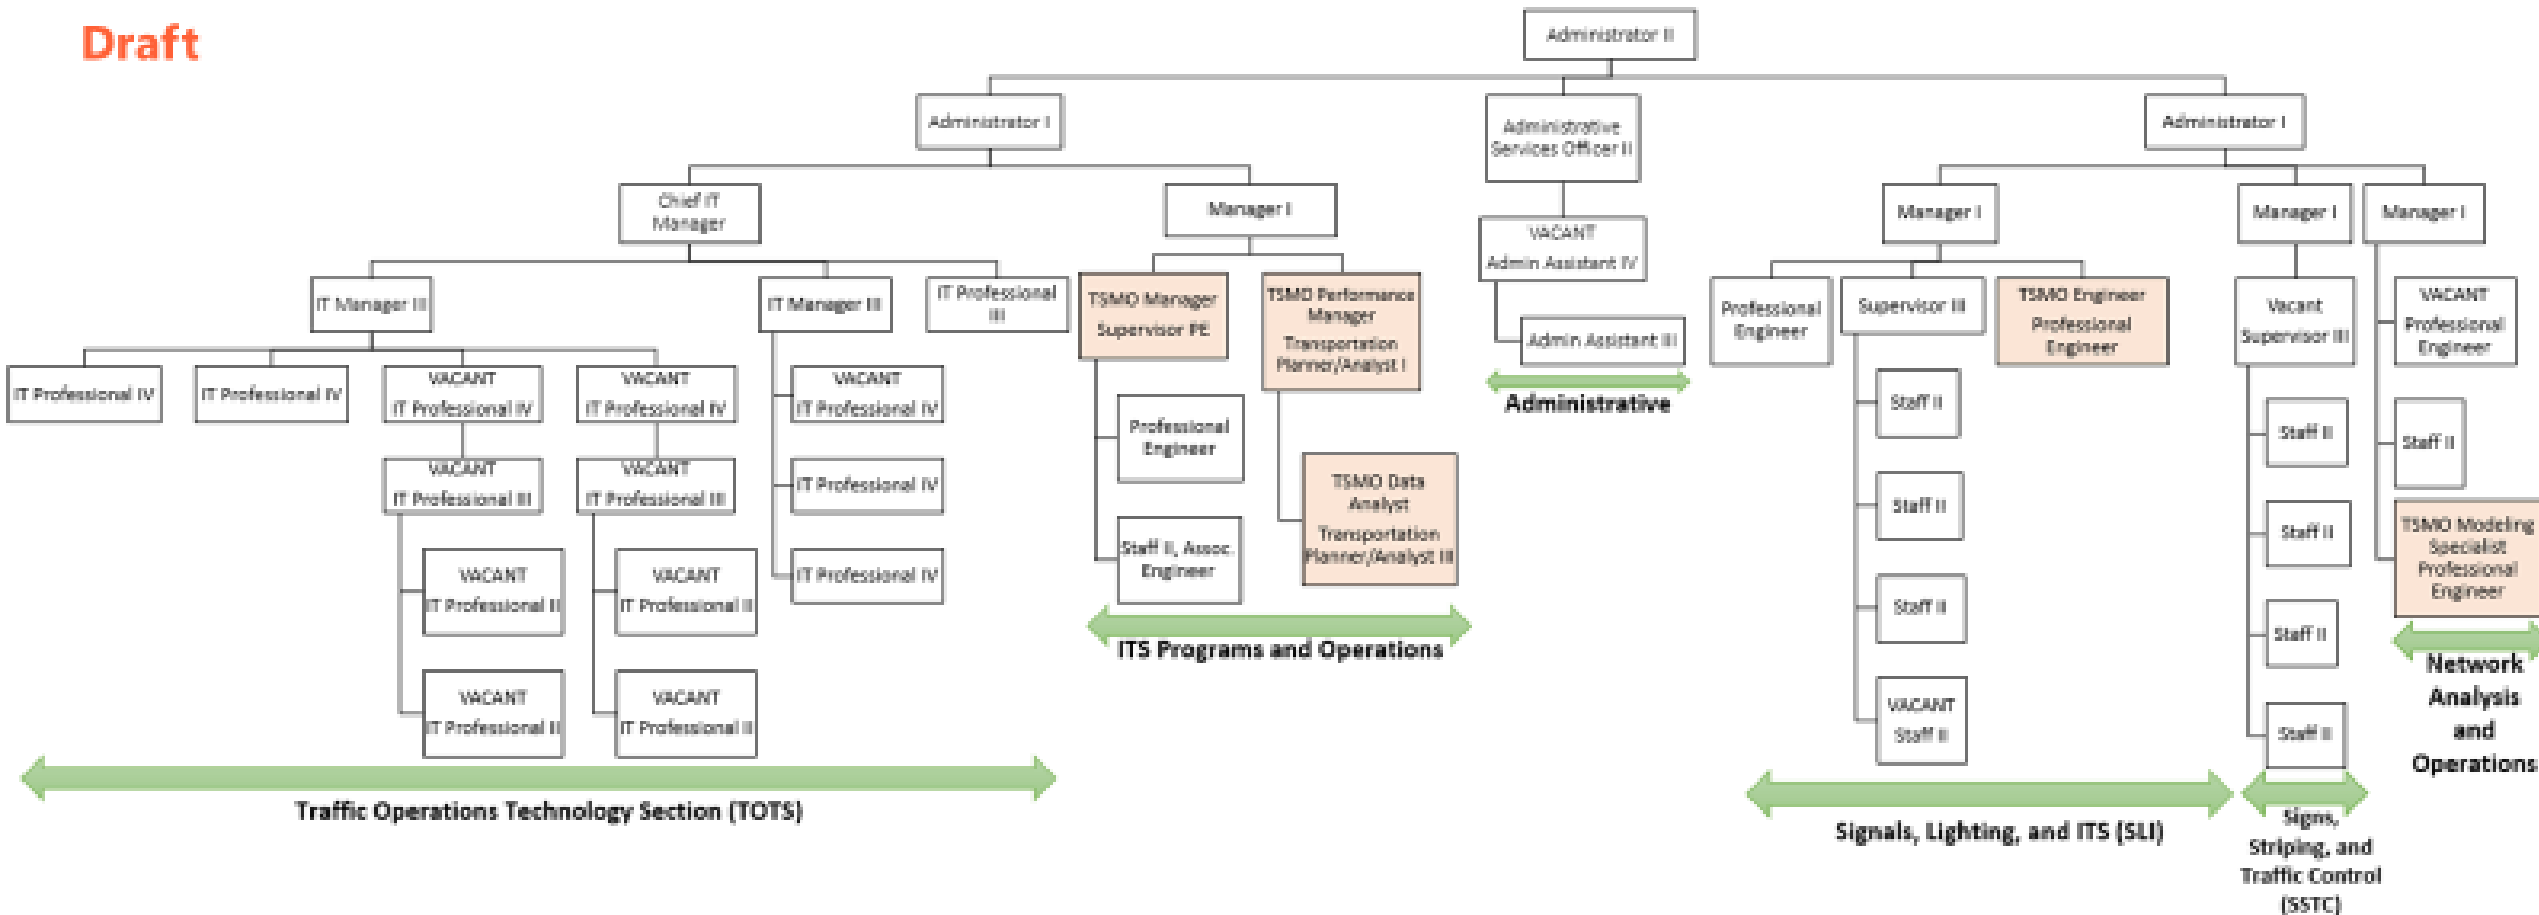 Draft
Administrator II
Administrator I
Administrative
Services Officer II
Administrator I
Chief IT
Manager
Manager I
VACANT
Admin Assistant IV
Admin Assistant III
Administrative
Manager I
Manager I
Manager I
IT Manager III
IT Manager III
IT Professional
III
TSMO Manager
Supervisor PE
TSMO Performance
Manager
Transportation
Planner/Analyst I
Professional
Engineer
Supervisor III
TSMO Engineer
Professional
Engineer
Vacant
Supervisor III
VACANT
Professional
Engineer
IT Professional IV
IT Professional IV
VACANT
IT Professional IV
VACANT
IT Professional IV
VACANT
IT Professional IV
VACANT
IT Professional III
VACANT
IT Professional III
IT Professional IV
IT Professional IV
VACANT
IT Professional II
VACANT
IT Professional II
VACANT
IT Professional II
VACANT
IT Professional II
Traffic Operations Technology Section (TOTS)
Professional
Engineer
Staff II, Assoc.
Engineer
TSMO Data
Analyst
Transportation
Planner/Analyst III
ITS Programs and Operations
Staff II
Staff II
Staff II
VACANT
Staff II
Signals, Lighting, and ITS (SLI)
Staff II
Staff II
Staff II
Staff II
Signs,
Striping, and
Traffic Control
(SSTC)
Staff II
TSMO Modeling
Specialist
Professional
Engineer
Network
Analysis
and
Operations